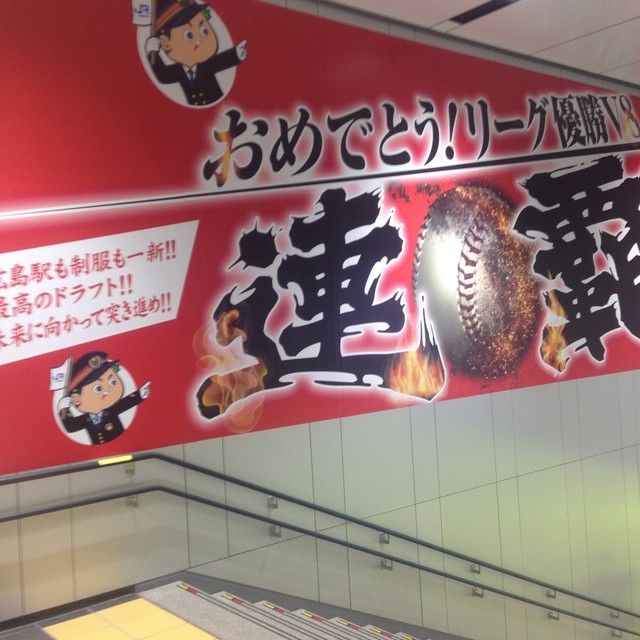 おめでとう!リーグ優勝V8
連覇
広島駅も制服も一新!!
最高のドラフト!!
未来に向かって突き進め!!